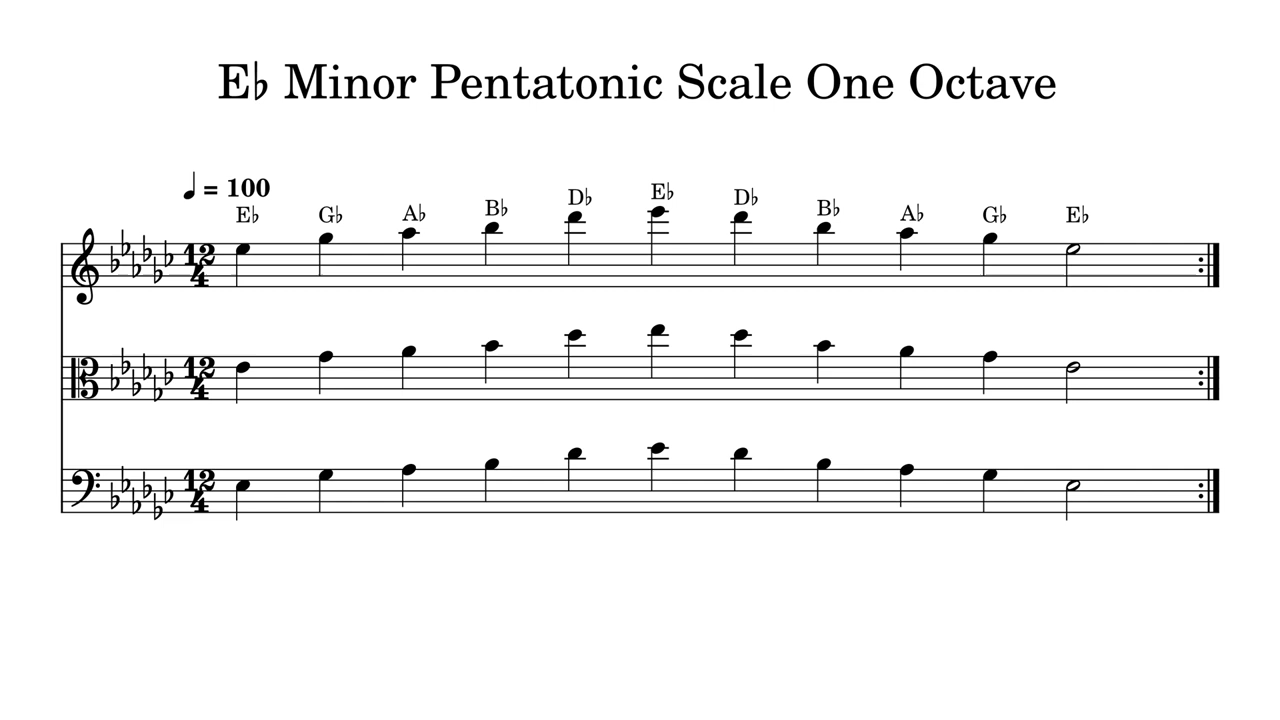 E♭ Minor Pentatonic Scale One Octave
♩ = 100
E♭ G♭ A♭ B♭ D♭ E♭ D♭ B♭ A♭ G♭ E♭
12
4
12
4
12
4